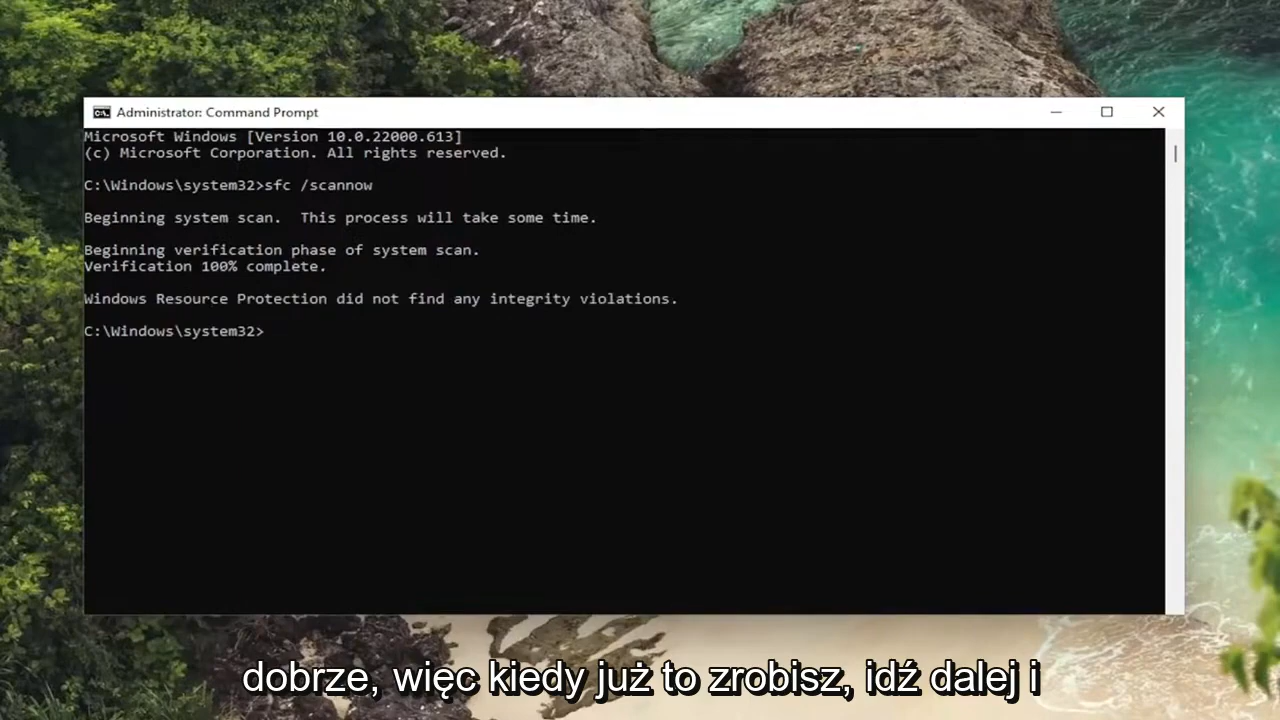 Administrator: Command Prompt
Microsoft Windows [Version 10.0.22000.613]
(c) Microsoft Corporation. All rights reserved.
C:\Windows\system32>sfc /scannow
Beginning system scan.  This process will take some time.
Beginning verification phase of system scan.
Verification 100% complete.
Windows Resource Protection did not find any integrity violations.
C:\Windows\system32>
dobrze, więc kiedy już to zrobisz, idź dalej i